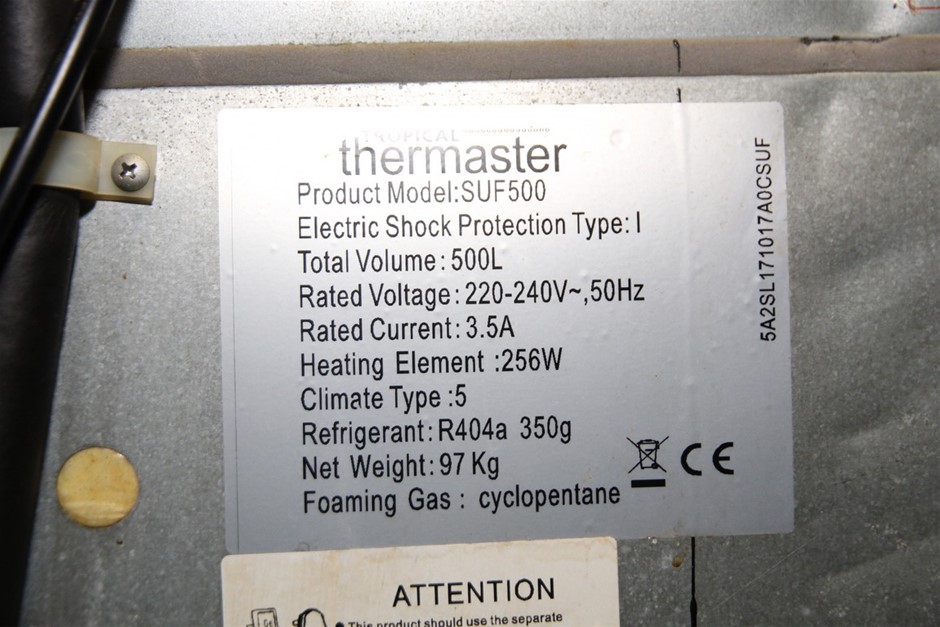 TROPICAL
thermaster
Product Model:SUF500
Electric Shock Protection Type: I
Total Volume: 500L
Rated Voltage: 220-240V~,50Hz
Rated Current: 3.5A
Heating Element :256W
Climate Type :5
Refrigerant: R404a 350g
Net Weight: 97 Kg
Foaming Gas : cyclopentane
CE
5A2SL171017A0CSUF
ATTENTION
This product should use the separate